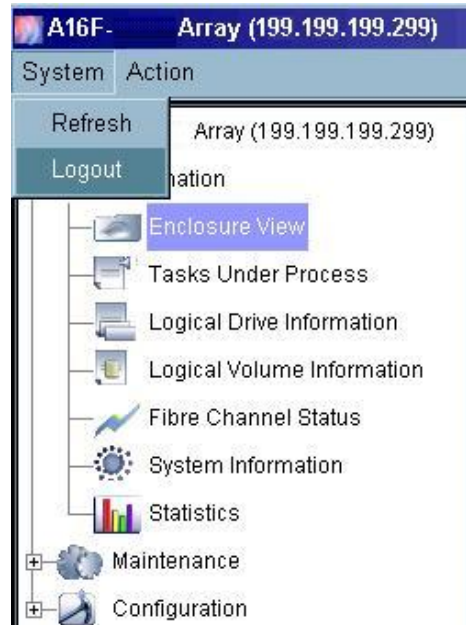 A16F- Array (199.199.199.299)
System Action
Refresh
Array (199.199.199.299)
Logout
mation
Enclosure View
Tasks Under Process
Logical Drive Information
Logical Volume Information
Fibre Channel Status
System Information
Statistics
Maintenance
Configuration